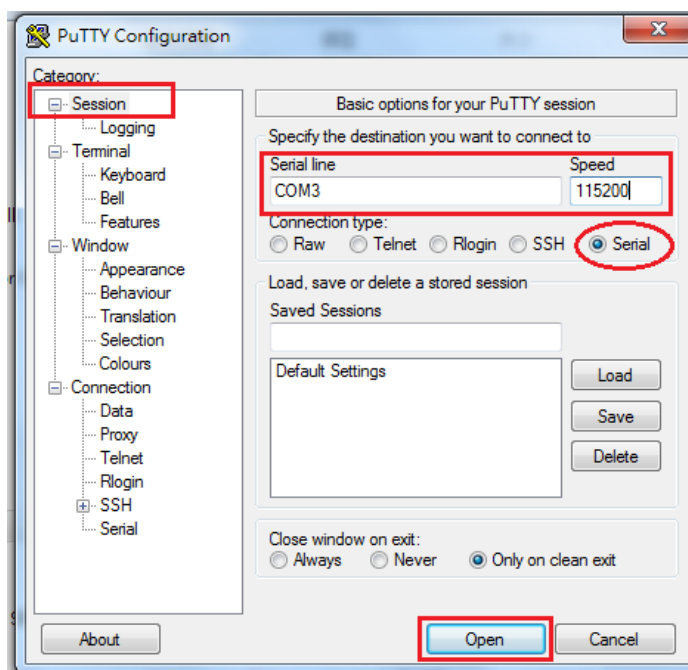 PuTTY Configuration
Category:
Session
Logging
Terminal
Keyboard
Bell
Features
Window
Appearance
Behaviour
Translation
Selection
Colours
Connection
Data
Proxy
Telnet
Rlogin
SSH
Serial
Basic options for your PuTTY session
Specify the destination you want to connect to
Serial line Speed
COM3 115200
Connection type:
Raw Telnet Rlogin SSH Serial
Load, save or delete a stored session
Saved Sessions
Default Settings
Load
Save
Delete
Close window on exit:
Always Never Only on clean exit
About Open Cancel